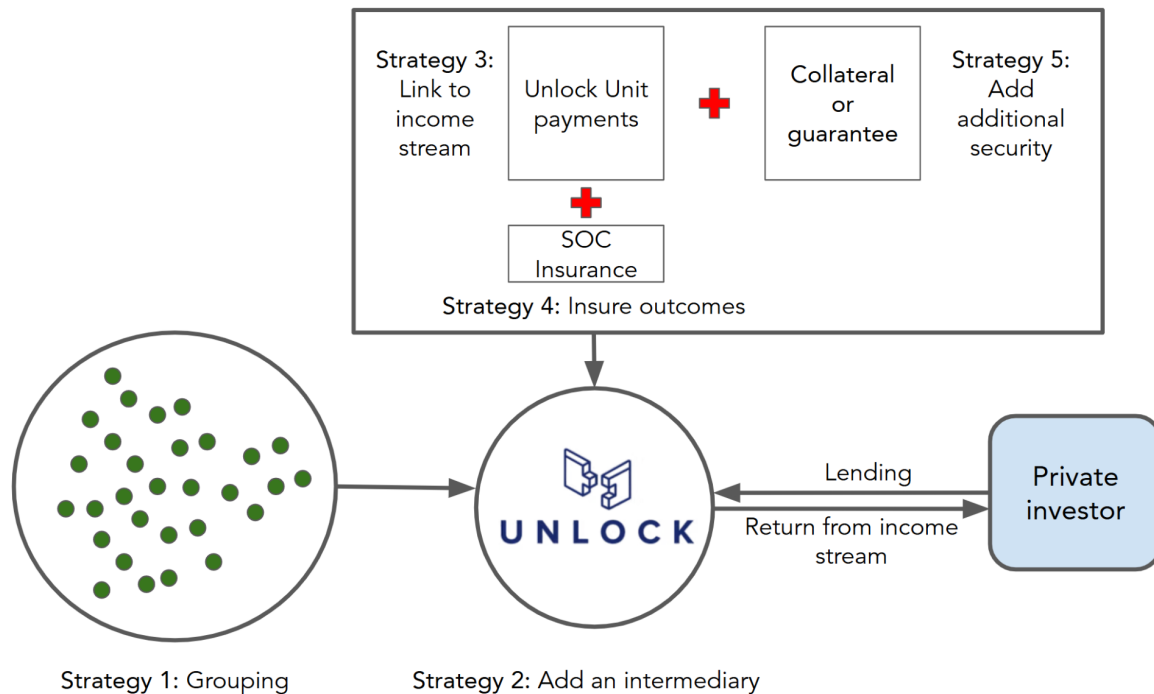 Strategy 3:
Link to
income
stream
Unlock Unit
payments
Collateral
or
guarantee
Strategy 5:
Add
additional
security
SOC
Insurance
Strategy 4: Insure outcomes
UNLOCK
Lending
Return from income
stream
Private
investor
Strategy 1: Grouping
Strategy 2: Add an intermediary